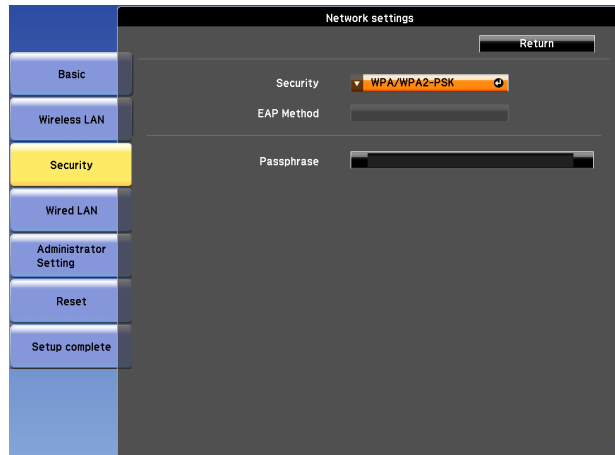 Network settings
Return
Basic
Wireless LAN
Security
Wired LAN
Administrator
Setting
Reset
Setup complete
Security
WPA/WPA2-PSK
EAP Method
Passphrase